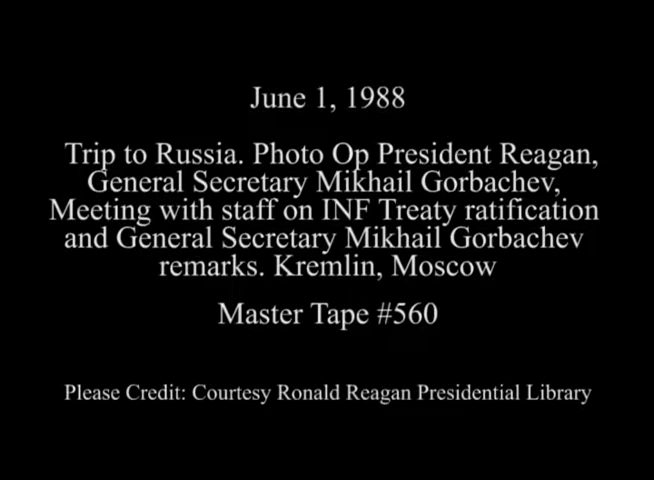 June 1, 1988
Trip to Russia. Photo Op President Reagan,
General Secretary Mikhail Gorbachev,
Meeting with staff on INF Treaty ratification
and General Secretary Mikhail Gorbachev
remarks. Kremlin, Moscow
Master Tape #560
Please Credit: Courtesy Ronald Reagan Presidential Library